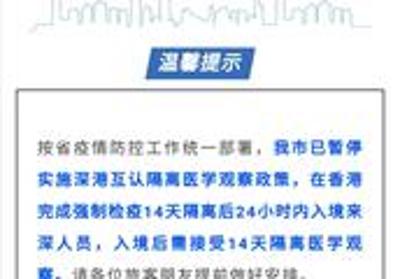 温馨提示
按省疫情防控工作统一部署，我市已暂停
实施深港互认隔离医学观察政策，在香港
完成强制检疫14天隔离后24小时内入境来
深人员，入境后需接受14天隔离医学观
察。请各位旅客朋友提前做好安排。